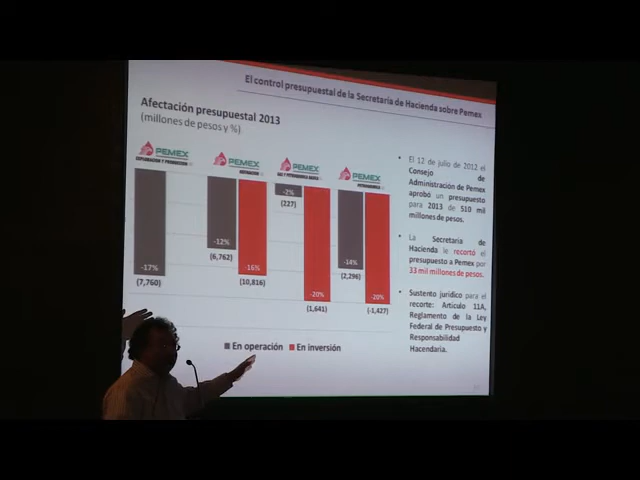 El control presupuestal de la Secretaría de Hacienda sobre Pemex
Afectación presupuestal 2013
(millones de pesos y %)
PEMEX
EXPLORACIÓN Y PRODUCCIÓN
PEMEX
REFINACIÓN
PEMEX
GAS Y PETROQUÍMICA BÁSICA
PEMEX
PETROQUÍMICA
-17%
(7,760)
-12%
(6,762)
-16%
(10,816)
-2%
(227)
-20%
(1,641)
-14%
(2,296)
-20%
(-1,427)
En operación
En inversión
• El 12 de julio de 2012 el
Consejo de
Administración de Pemex
aprobó un presupuesto
para 2013 de 510 mil
millones de pesos.
• La Secretaría de
Hacienda le recortó el
presupuesto a Pemex por
33 mil millones de pesos.
• Sustento jurídico para el
recorte: Artículo 11A,
Reglamento de la Ley
Federal de Presupuesto y
Responsabilidad
Hacendaria.